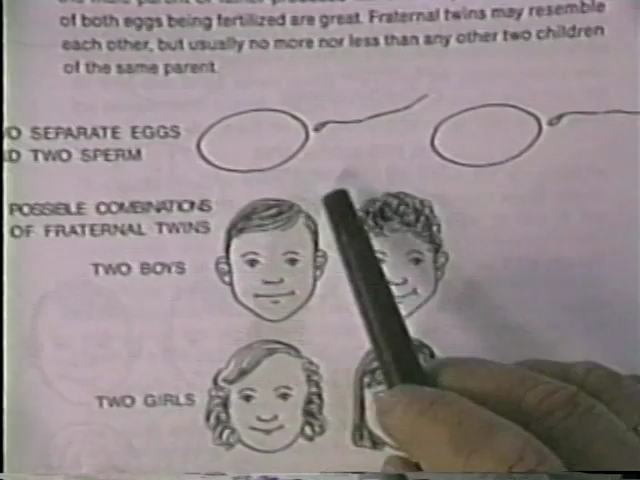 of both eggs being fertilized are great. Fraternal twins may resemble
each other, but usually no more nor less than any other two children
of the same parent.
O SEPARATE EGGS
D TWO SPERM
POSSIBLE COMBINATIONS
OF FRATERNAL TWINS
TWO BOYS
TWO GIRLS